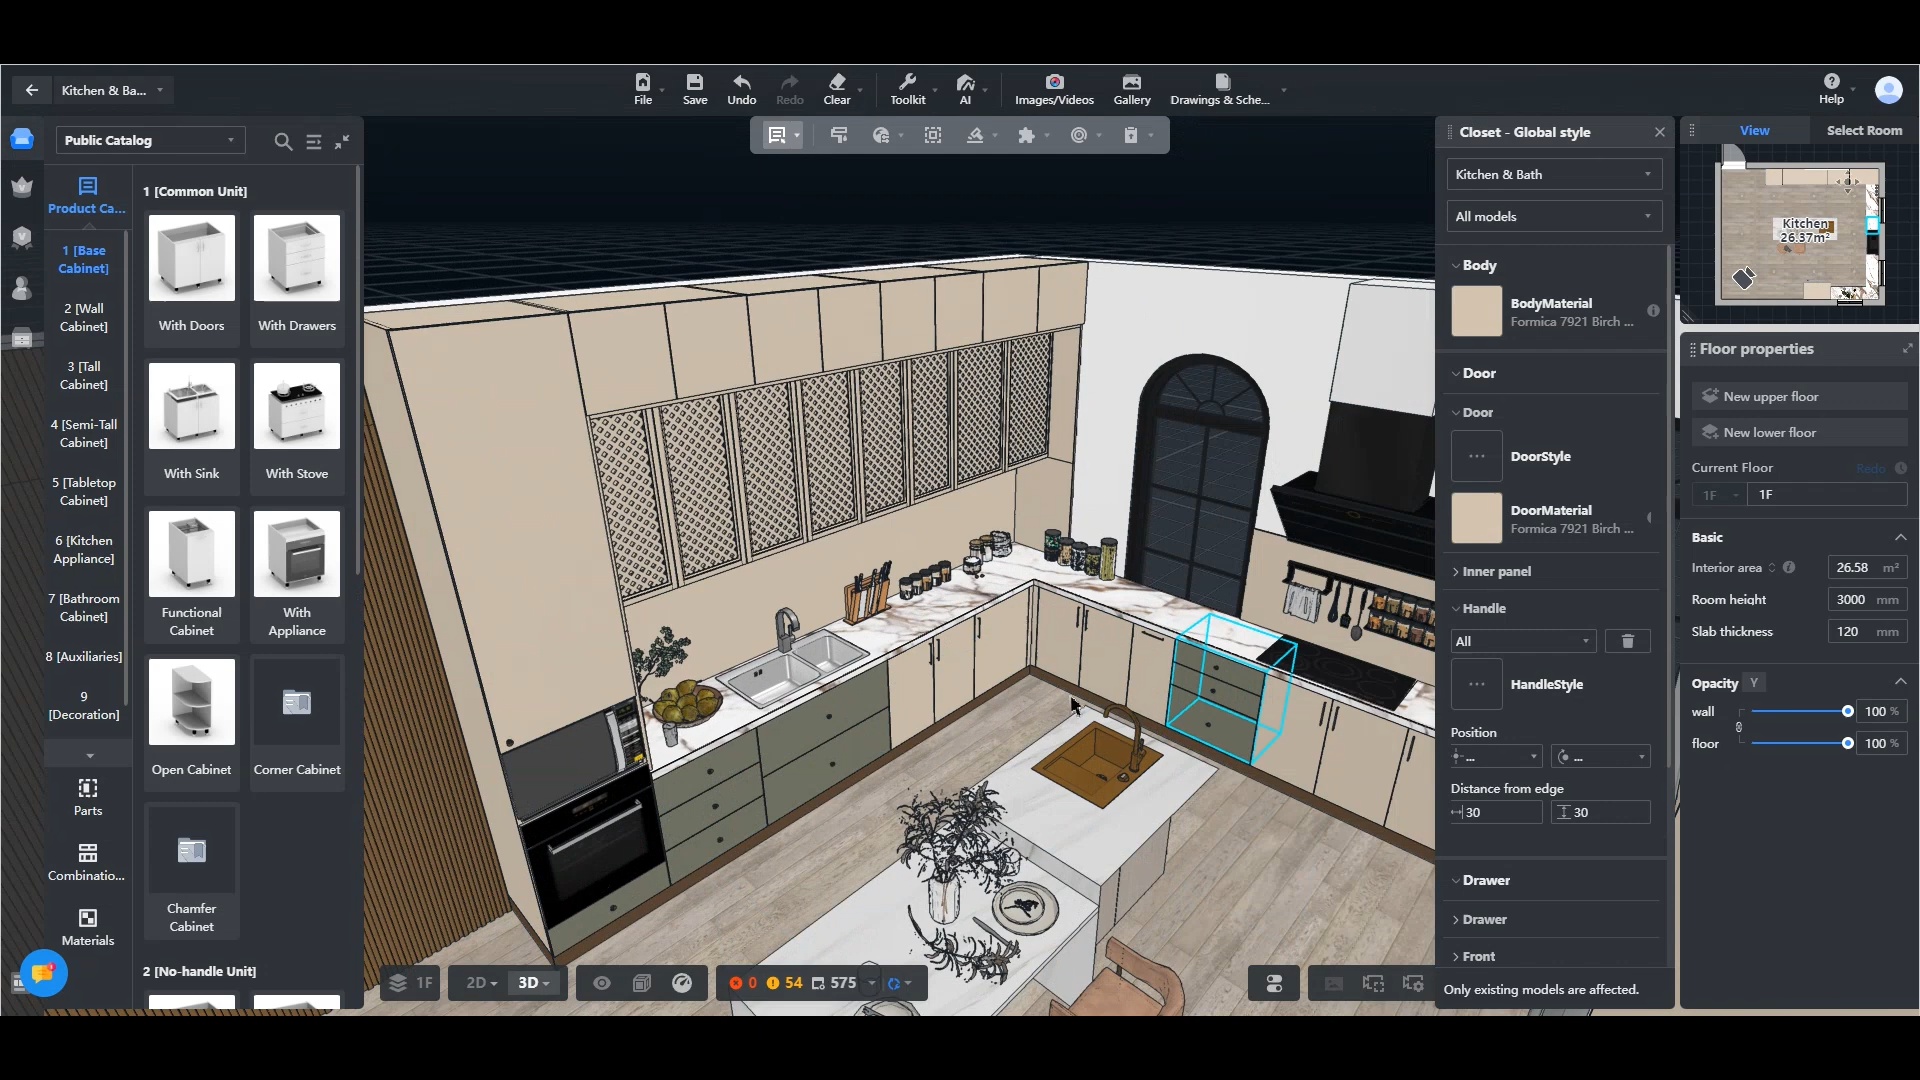 Kitchen & Ba...
File
Save
Undo
Redo
Clear
Toolkit
AI
Images/Videos
Gallery
Drawings & Sche...
Help
Public Catalog
Product Ca...
1 [Base
Cabinet]
2 [Wall
Cabinet]
3 [Tall
Cabinet]
4 [Semi-Tall
Cabinet]
5 [Tabletop
Cabinet]
6 [Kitchen
Appliance]
7 [Bathroom
Cabinet]
8 [Auxiliaries]
9
[Decoration]
Parts
Combinatio...
Materials
1 [Common Unit]
With Doors
With Drawers
With Sink
With Stove
Functional
Cabinet
With
Appliance
Open Cabinet
Corner Cabinet
Chamfer
Cabinet
2 [No-handle Unit]
1F
2D
3D
0
54
575
Closet - Global style
Kitchen & Bath
All models
Body
BodyMaterial
Formica 7921 Birch ...
Door
Door
DoorStyle
DoorMaterial
Formica 7921 Birch ...
Inner panel
Handle
All
HandleStyle
Position
...
...
Distance from edge
30
30
Drawer
Drawer
Front
Only existing models are affected.
View
Select Room
Kitchen
26.37m²
Floor properties
New upper floor
New lower floor
Current Floor
Redo
1F
1F
Basic
Interior area
26.58 m²
Room height
3000 mm
Slab thickness
120 mm
Opacity Y
wall
100 %
floor
100 %